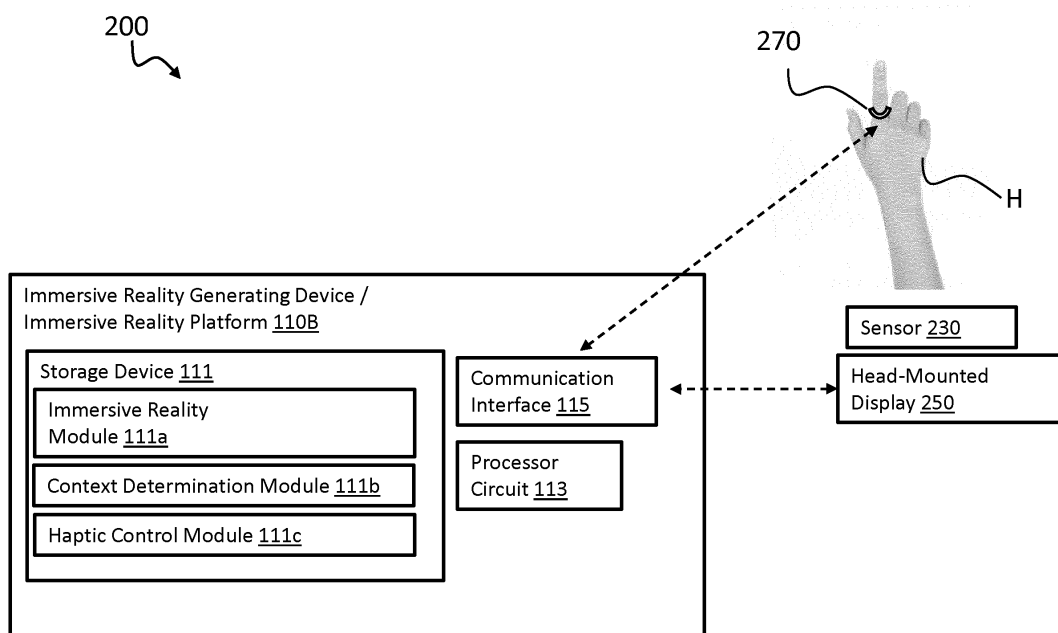 200
270
H
Immersive Reality Generating Device /
Immersive Reality Platform 110B
Storage Device 111
Immersive Reality
Module 111a
Context Determination Module 111b
Haptic Control Module 111c
Communication
Interface 115
Processor
Circuit 113
Sensor 230
Head-Mounted
Display 250